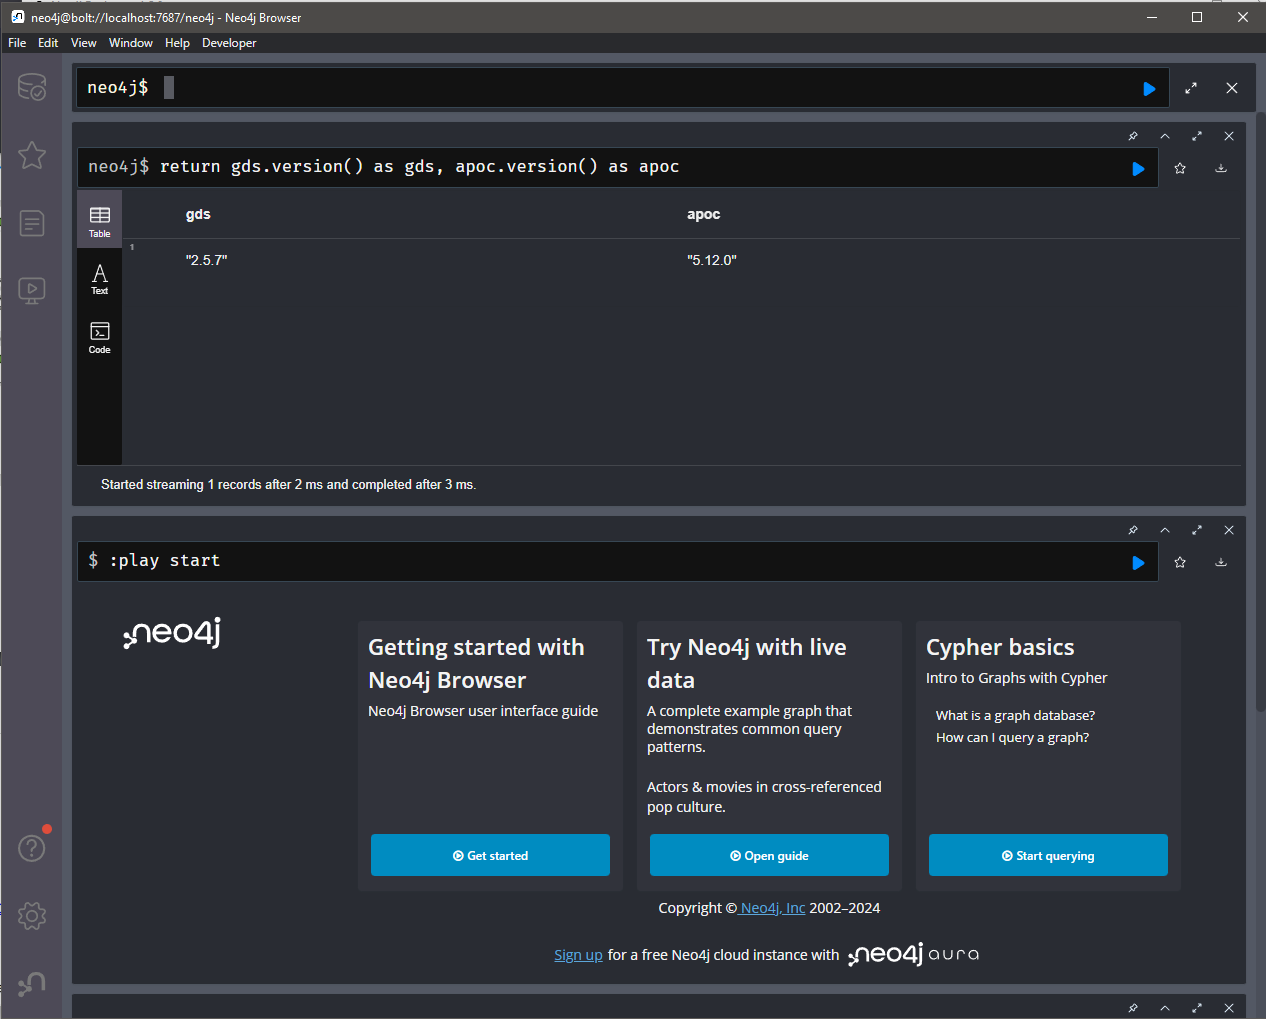 neo4j@bolt://localhost:7687/neo4j - Neo4j Browser
File Edit View Window Help Developer
neo4j$
neo4j$ return gds.version() as gds, apoc.version() as apoc
Table
gds apoc
1
"2.5.7" "5.12.0"
Text
Code
Started streaming 1 records after 2 ms and completed after 3 ms.
$ :play start
neo4j
Getting started with
Neo4j Browser
Neo4j Browser user interface guide
Get started
Try Neo4j with live
data
A complete example graph that
demonstrates common query
patterns.
Actors & movies in cross-referenced
pop culture.
Open guide
Cypher basics
Intro to Graphs with Cypher
What is a graph database?
How can I query a graph?
Start querying
Copyright © Neo4j, Inc 2002–2024
Sign up for a free Neo4j cloud instance with neo4j aura